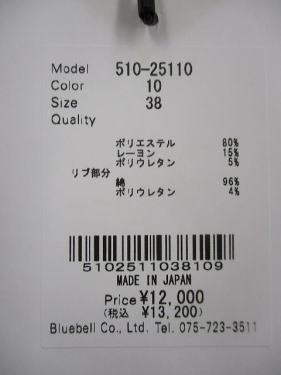 Model 510-25110
Color 10
Size 38
Quality
ポリエステル 80%
レーヨン 15%
ポリウレタン 5%
リブ部分
綿 96%
ポリウレタン 4%
5102511038109
MADE IN JAPAN
Price ¥12,000
(税込 ¥13,200)
Bluebell Co., Ltd. Tel. 075-723-3511